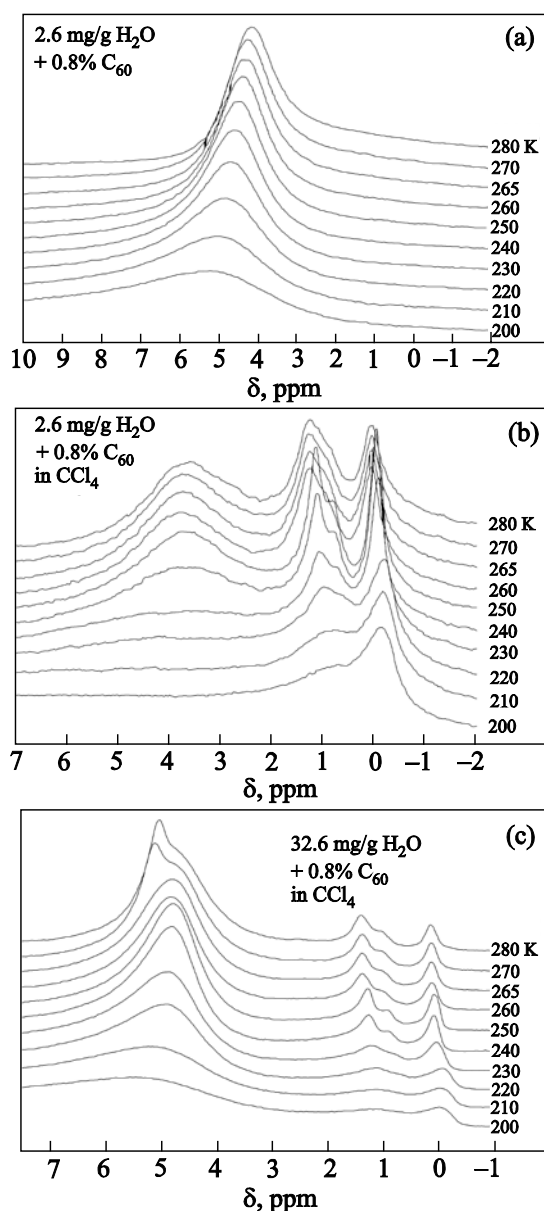 2.6 mg/g H₂O
+ 0.8% C₆₀
(a)
280 K
270
265
260
250
240
230
220
210
200
10 9 8 7 6 5 4 3 2 1 0 –1 –2
δ, ppm
2.6 mg/g H₂O
+ 0.8% C₆₀
in CCl₄
(b)
280 K
270
265
260
250
240
230
220
210
200
7 6 5 4 3 2 1 0 –1 –2
δ, ppm
32.6 mg/g H₂O
+ 0.8% C₆₀
in CCl₄
(c)
280 K
270
265
260
250
240
230
220
210
200
7 6 5 4 3 2 1 0 –1
δ, ppm